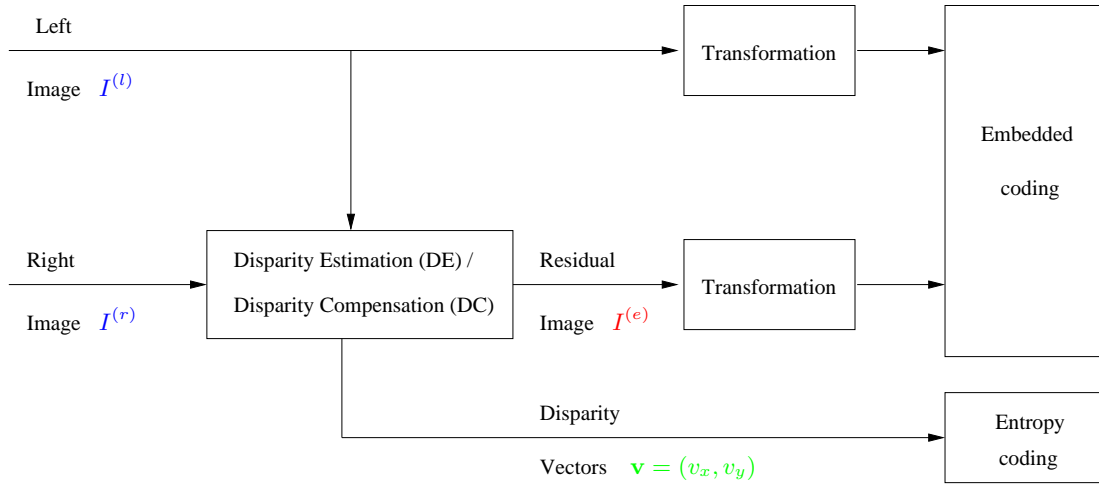 Left
Image I^{(l)}
Transformation
Embedded
coding
Right
Image I^{(r)}
Disparity Estimation (DE) /
Disparity Compensation (DC)
Residual
Image I^{(e)}
Transformation
Disparity
Vectors v = (v_x, v_y)
Entropy
coding